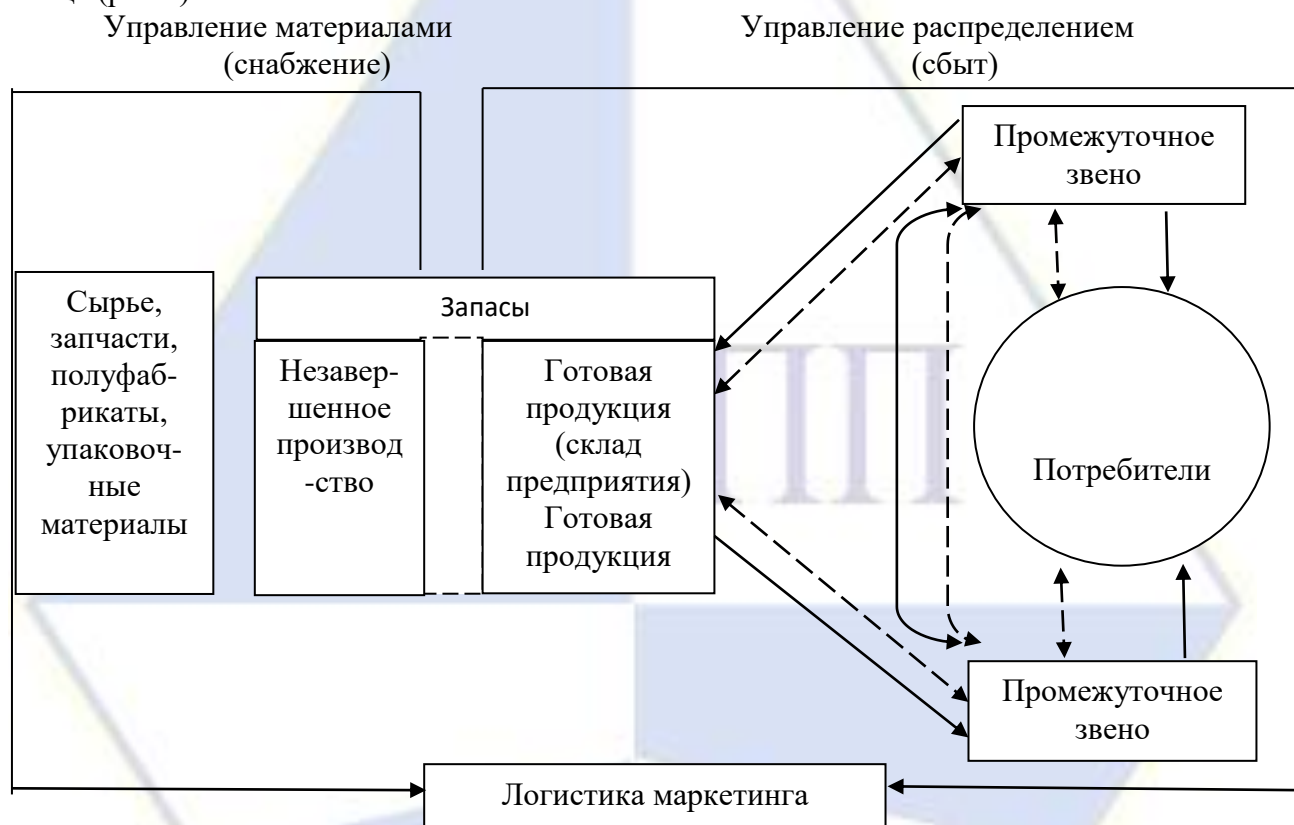 Управление материалами
(снабжение)
Управление распределением
(сбыт)
Промежуточное
звено
Сырье,
запчасти,
полуфаб-
рикаты,
упаковоч-
ные
материалы
Запасы
Незавер-
шенное
производ
-ство
Готовая
продукция
(склад
предприятия)
Готовая
продукция
ПП
Потребители
Промежуточное
звено
Логистика маркетинга